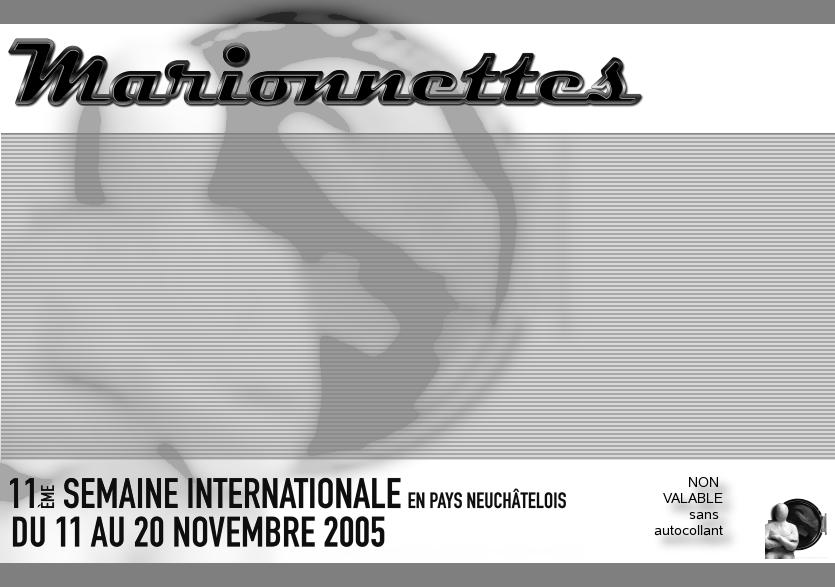 Marionnettes
11ÈME SEMAINE INTERNATIONALE EN PAYS NEUCHÂTELOIS
DU 11 AU 20 NOVEMBRE 2005
NON
VALABLE
sans
autocollant